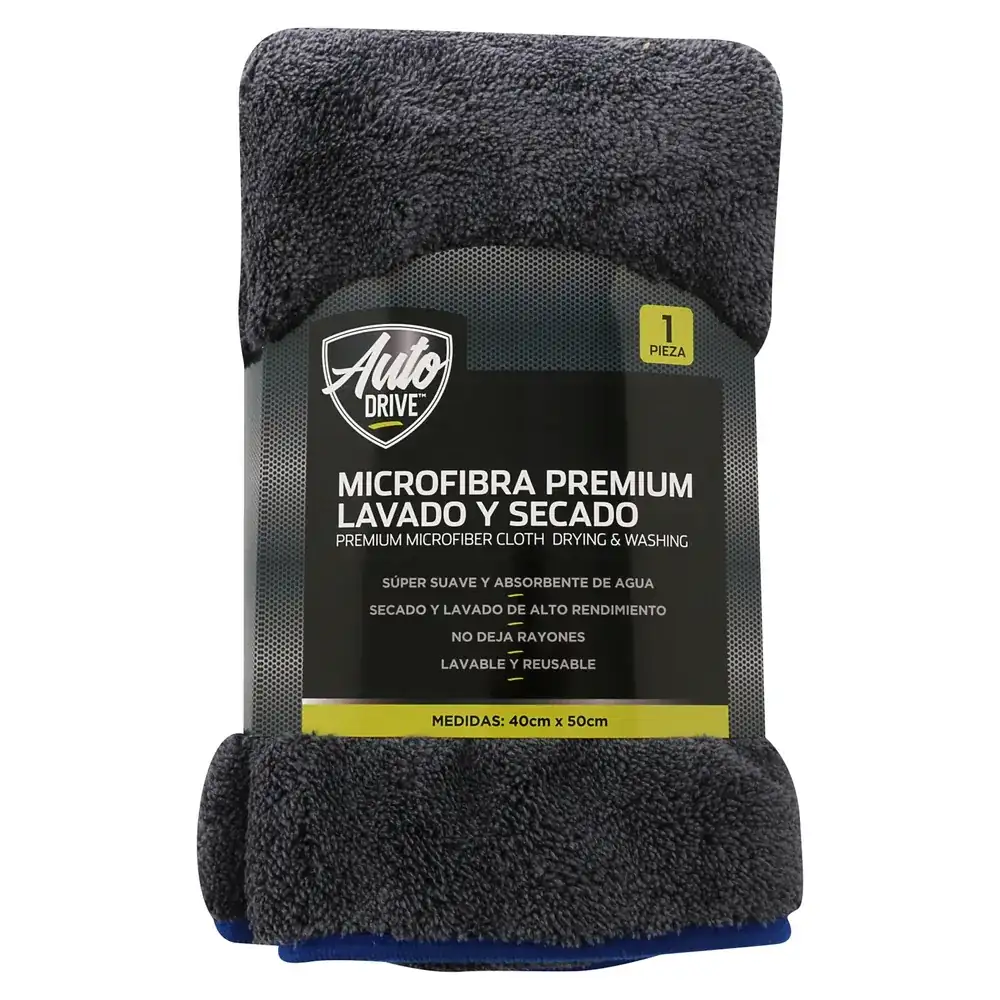 1
PIEZA
Auto
DRIVE™
MICROFIBRA PREMIUM
LAVADO Y SECADO
PREMIUM MICROFIBER CLOTH DRYING & WASHING
SÚPER SUAVE Y ABSORBENTE DE AGUA
SECADO Y LAVADO DE ALTO RENDIMIENTO
NO DEJA RAYONES
LAVABLE Y REUSABLE
MEDIDAS: 40cm x 50cm